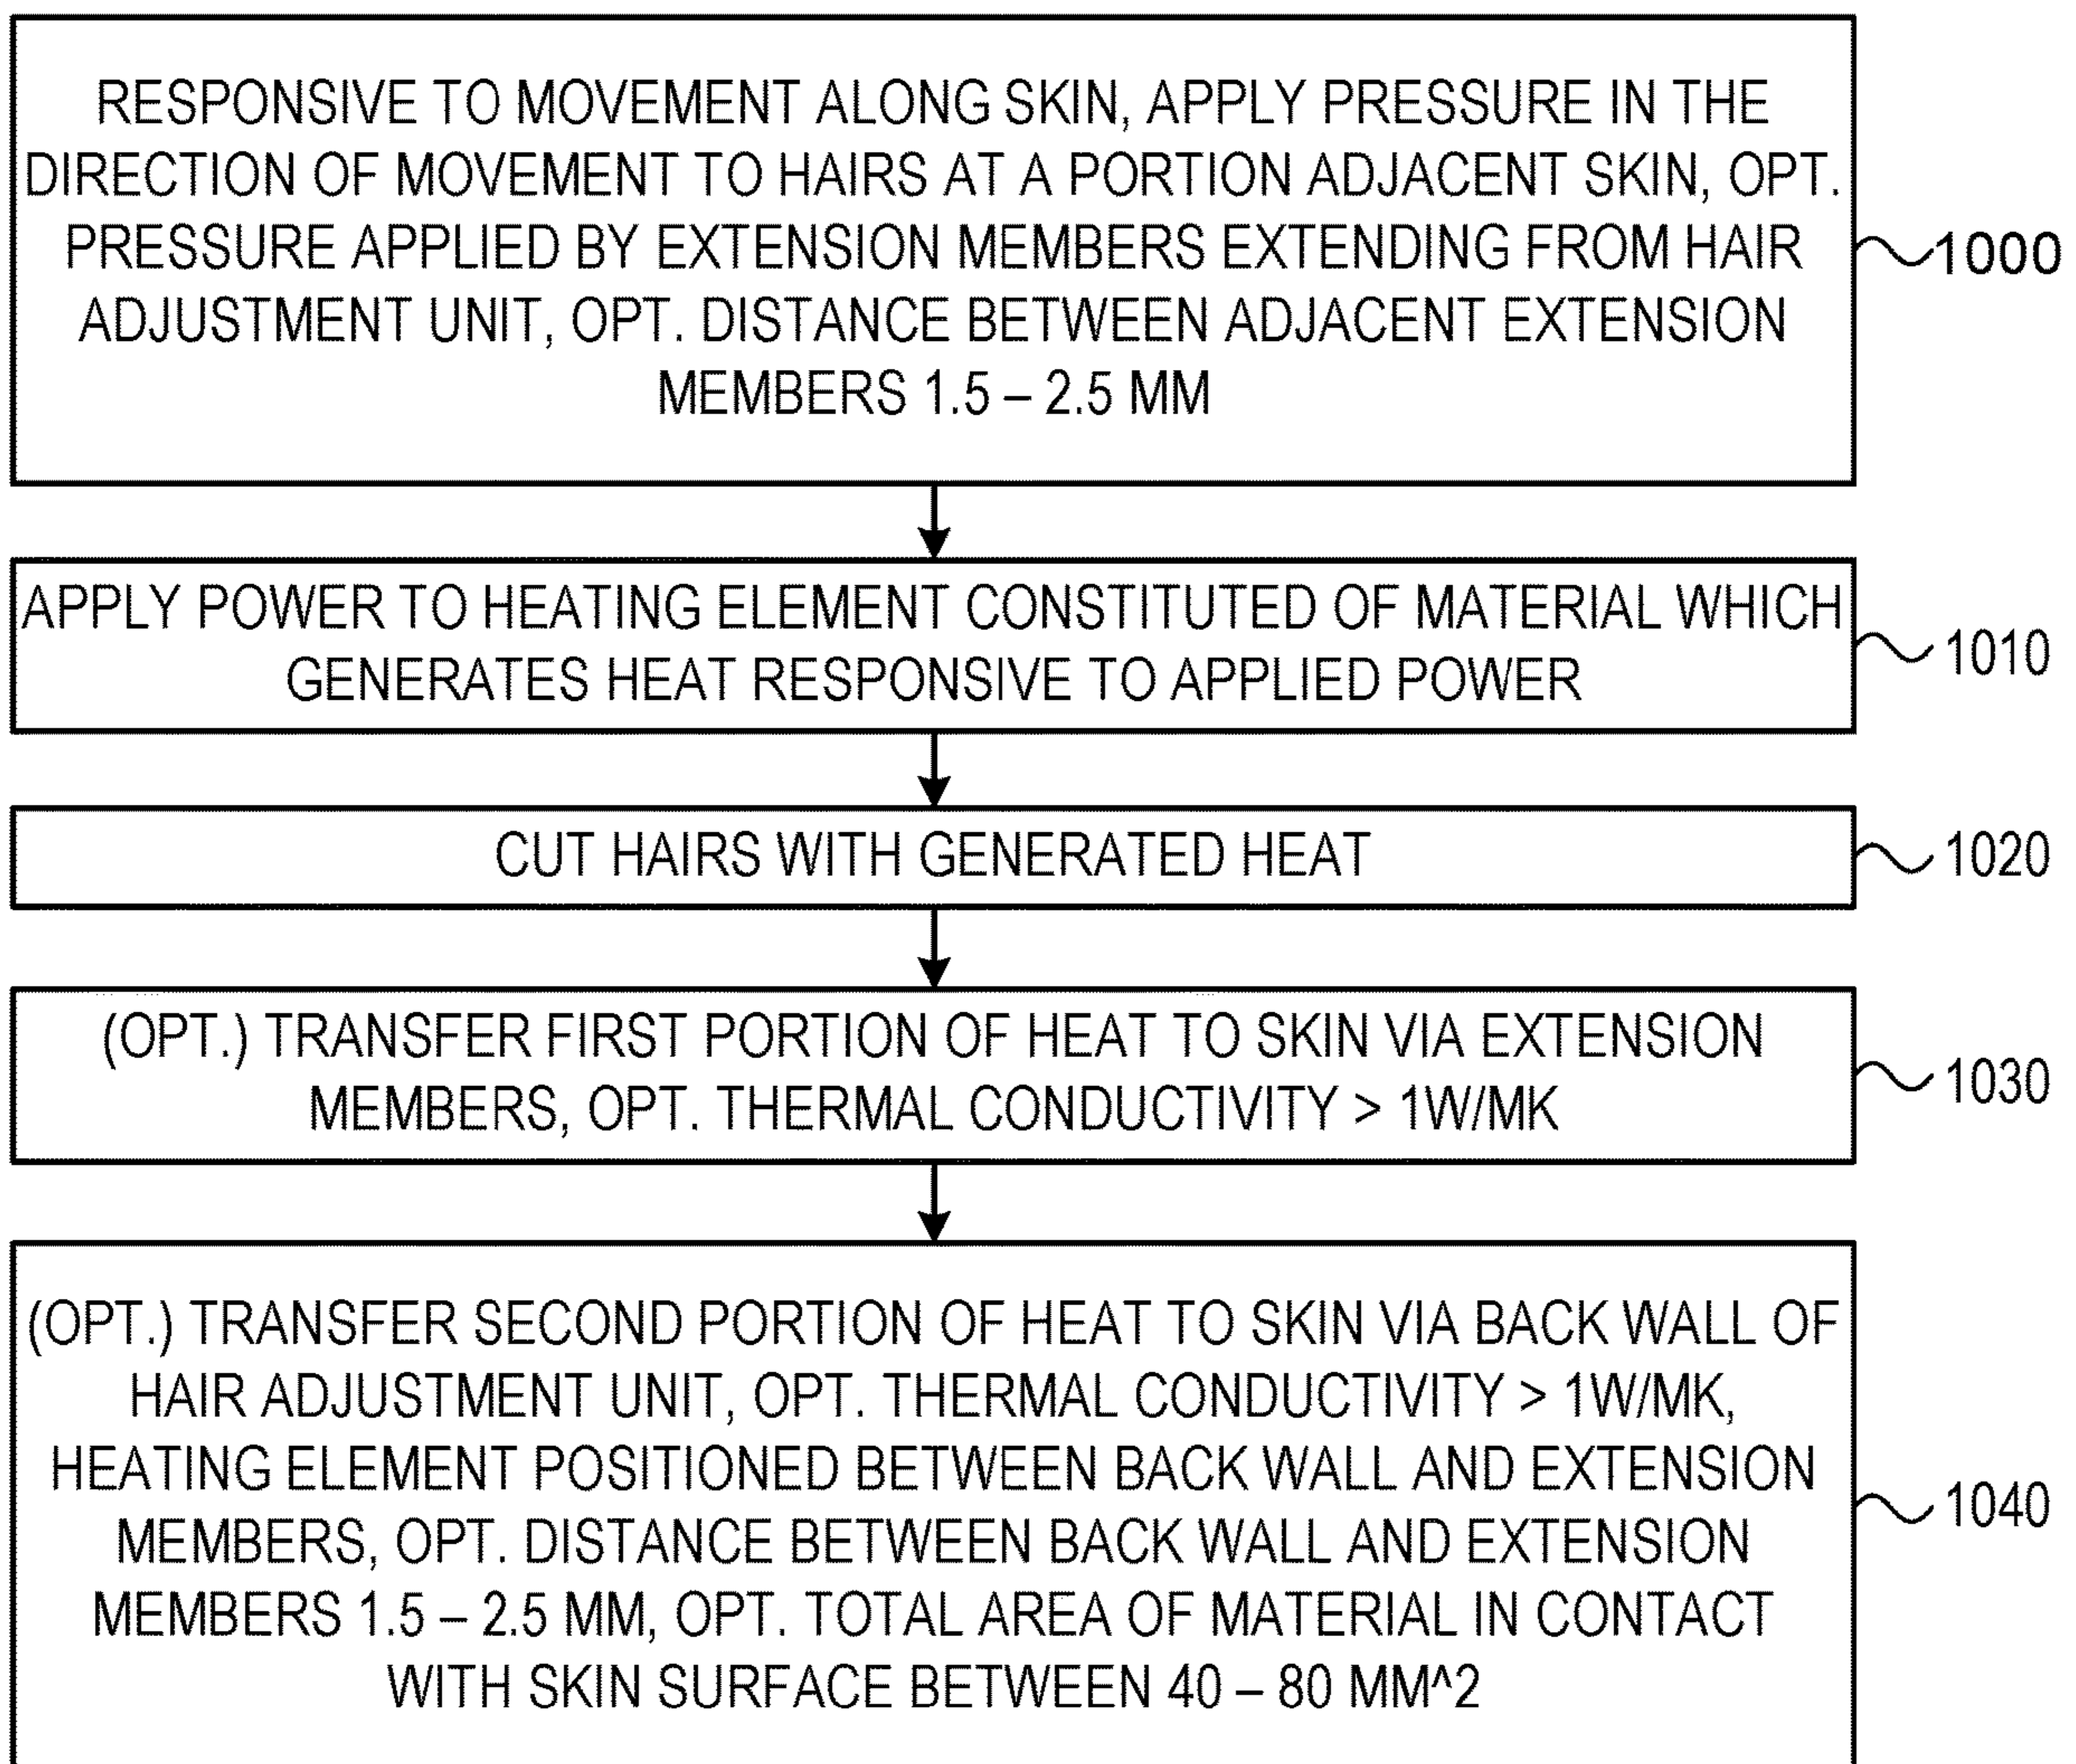 RESPONSIVE TO MOVEMENT ALONG SKIN, APPLY PRESSURE IN THE
DIRECTION OF MOVEMENT TO HAIRS AT A PORTION ADJACENT SKIN, OPT.
PRESSURE APPLIED BY EXTENSION MEMBERS EXTENDING FROM HAIR
ADJUSTMENT UNIT, OPT. DISTANCE BETWEEN ADJACENT EXTENSION
MEMBERS 1.5 – 2.5 MM
1000
APPLY POWER TO HEATING ELEMENT CONSTITUTED OF MATERIAL WHICH
GENERATES HEAT RESPONSIVE TO APPLIED POWER
1010
CUT HAIRS WITH GENERATED HEAT
1020
(OPT.) TRANSFER FIRST PORTION OF HEAT TO SKIN VIA EXTENSION
MEMBERS, OPT. THERMAL CONDUCTIVITY > 1W/MK
1030
(OPT.) TRANSFER SECOND PORTION OF HEAT TO SKIN VIA BACK WALL OF
HAIR ADJUSTMENT UNIT, OPT. THERMAL CONDUCTIVITY > 1W/MK,
HEATING ELEMENT POSITIONED BETWEEN BACK WALL AND EXTENSION
MEMBERS, OPT. DISTANCE BETWEEN BACK WALL AND EXTENSION
MEMBERS 1.5 – 2.5 MM, OPT. TOTAL AREA OF MATERIAL IN CONTACT
WITH SKIN SURFACE BETWEEN 40 – 80 MM^2
1040